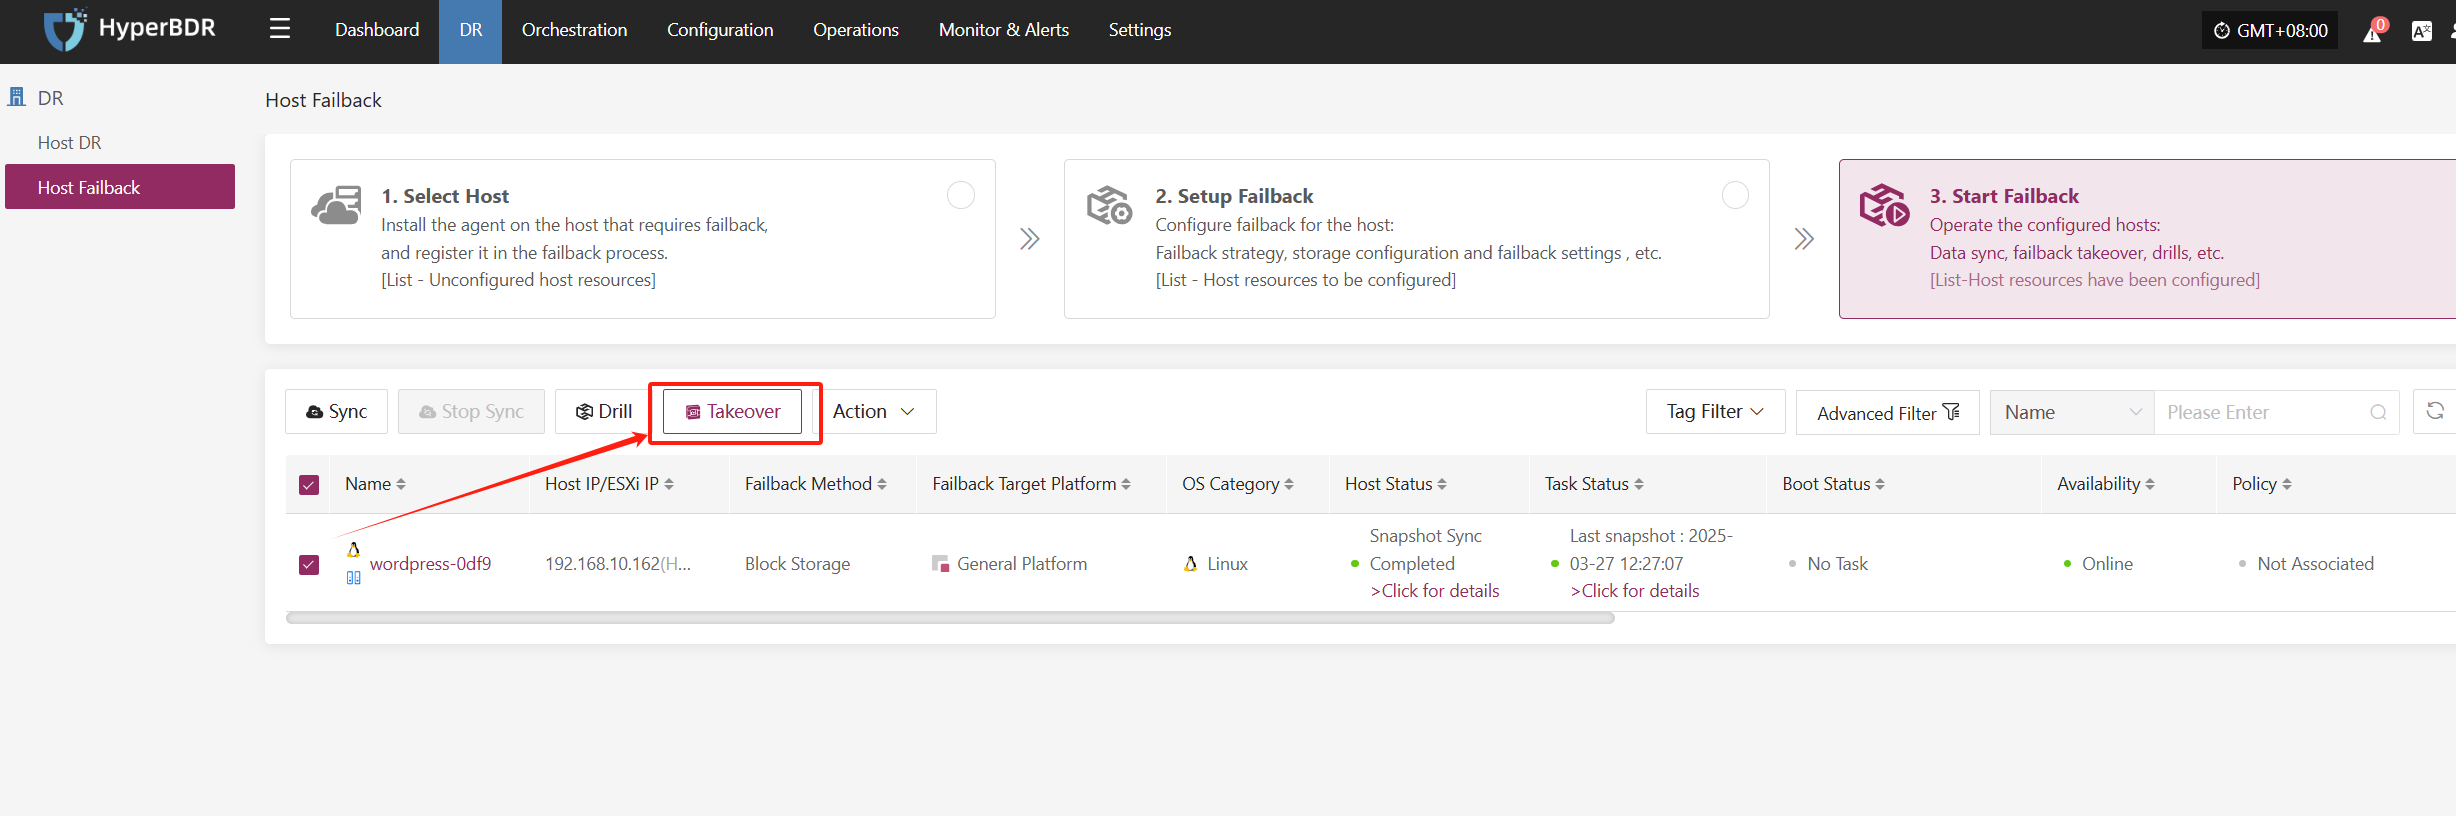 HyperBDR
Dashboard
DR
Orchestration
Configuration
Operations
Monitor & Alerts
Settings
GMT+08:00
0
DR
Host DR
Host Failback
Host Failback
1. Select Host
Install the agent on the host that requires failback,
and register it in the failback process.
[List - Unconfigured host resources]
2. Setup Failback
Configure failback for the host:
Failback strategy, storage configuration and failback settings , etc.
[List - Host resources to be configured]
3. Start Failback
Operate the configured hosts:
Data sync, failback takeover, drills, etc.
[List-Host resources have been configured]
Sync
Stop Sync
Drill
Takeover
Action
Tag Filter
Advanced Filter
Name
Please Enter
Name
Host IP/ESXi IP
Failback Method
Failback Target Platform
OS Category
Host Status
Task Status
Boot Status
Availability
Policy
wordpress-0df9
192.168.10.162(H...
Block Storage
General Platform
Linux
Snapshot Sync
Completed
>Click for details
Last snapshot : 2025-
03-27 12:27:07
>Click for details
No Task
Online
Not Associated